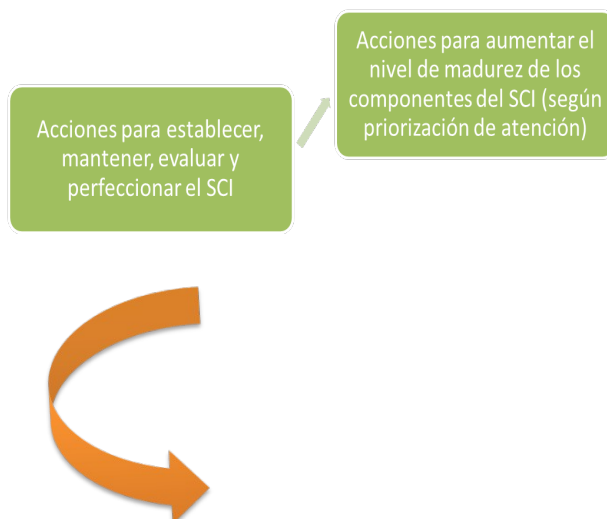 Acciones para establecer,
mantener, evaluar y
perfeccionar el SCI
Acciones para aumentar el
nivel de madurez de los
componentes del SCI (según
priorización de atención)